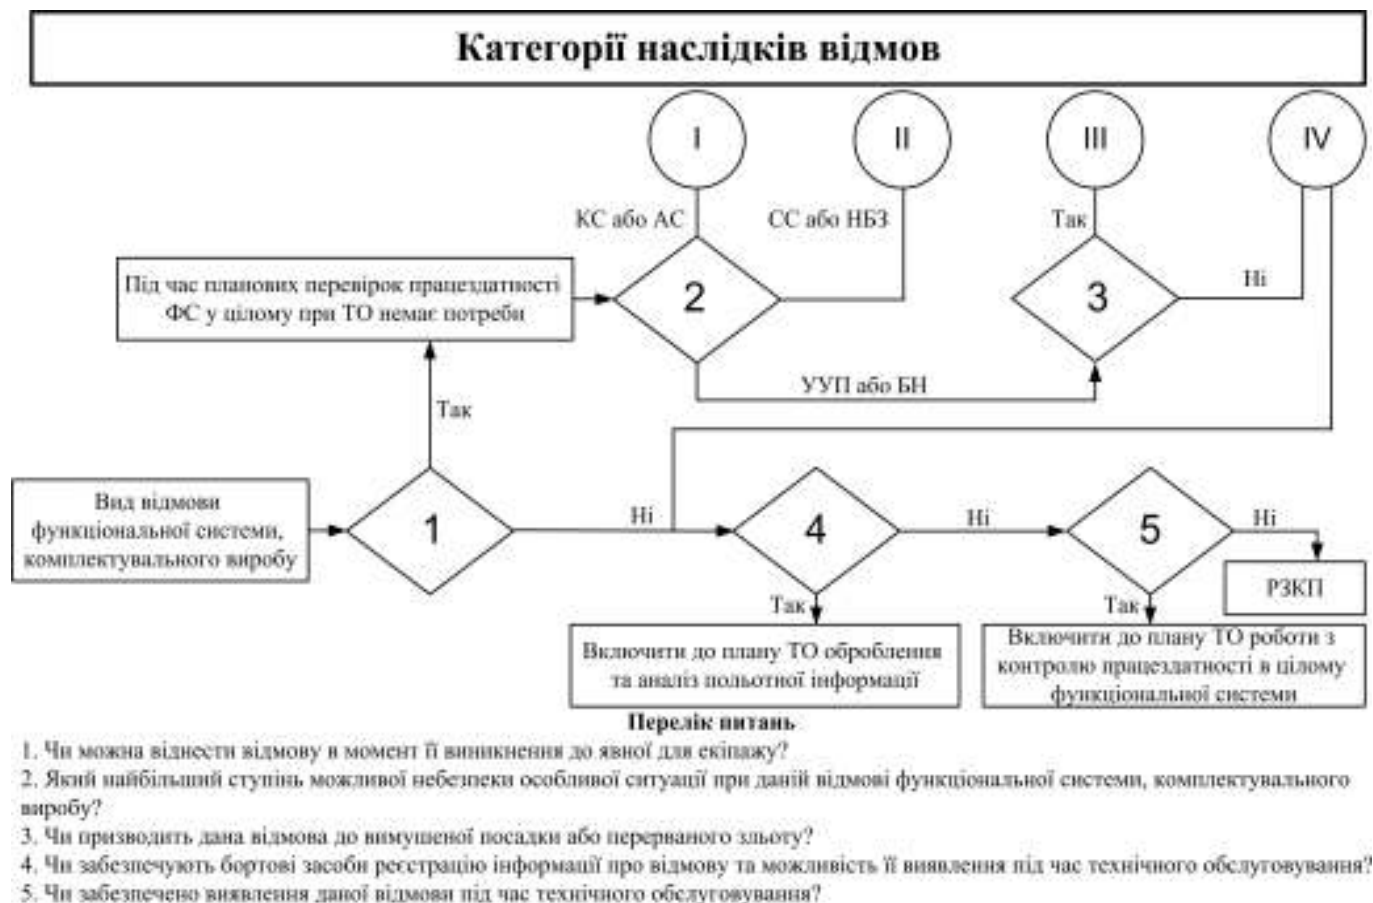 Категорії наслідків відмов
I
II
III
IV
КС або АС
СС або НБЗ
Так
Під час планових перевірок працездатності
ФС у цілому при ТО немає потреби
2
3
Ні
УУП або БН
Так
Вид відмови
функціональної системи,
комплектувального виробу
1
Ні
4
Ні
5
Ні
РЗКП
Так
Так
Включити до плану ТО оброблення
та аналіз польотної інформації
Включити до плану ТО роботи з
контролю працездатності в цілому
функціональної системи
Перелік питань
1. Чи можна віднести відмову в момент її виникнення до явної для екіпажу?
2. Який найбільший ступінь можливої небезпеки особливої ситуації при даній відмові функціональної системи, комплектувального
виробу?
3. Чи призводить дана відмова до вимушеної посадки або перерваного зльоту?
4. Чи забезпечують бортові засоби реєстрацію інформації про відмову та можливість її виявлення під час технічного обслуговування?
5. Чи забезпечено виявлення даної відмови під час технічного обслуговування?